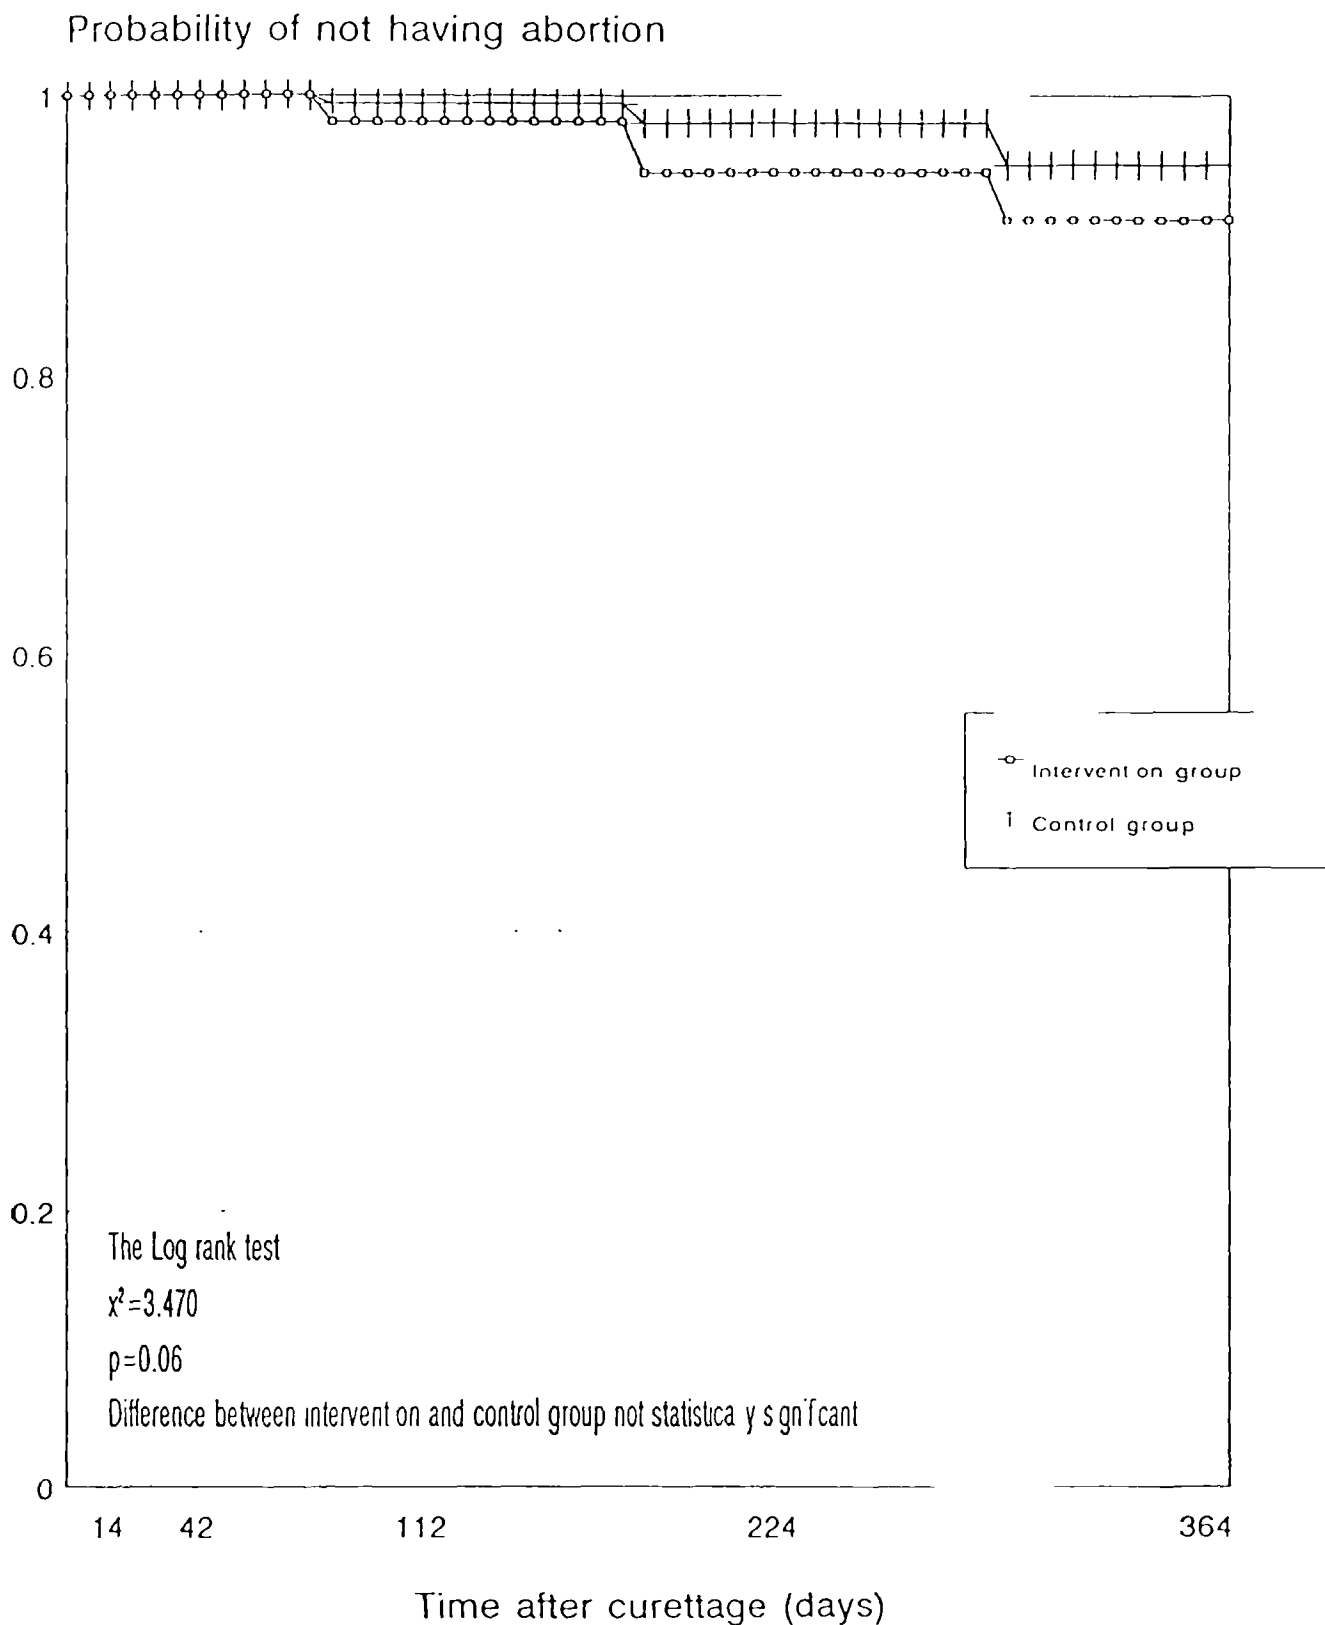 Probability of not having abortion
1
0.8
0.6
0.4
0.2
0
Intervent on group
Control group
The Log rank test
x²=3.470
p=0.06
Difference between intervent on and control group not statistica y s gnif cant
14 42 112 224 364
Time after curettage (days)